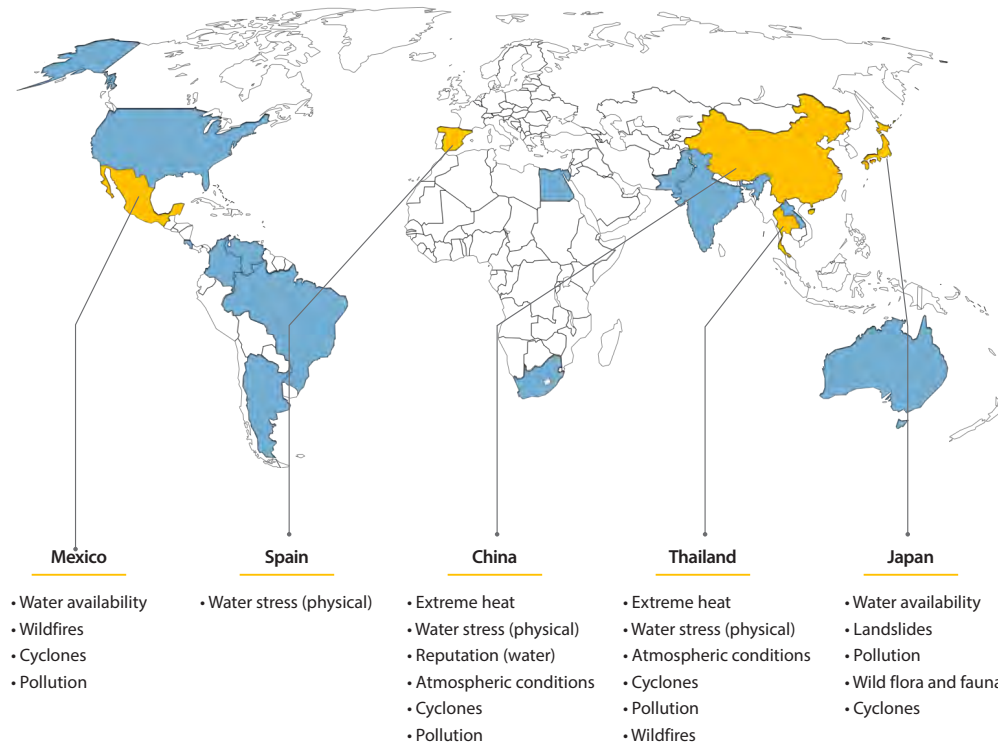 Mexico
• Water availability
• Wildfires
• Cyclones
• Pollution
Spain
• Water stress (physical)
China
• Extreme heat
• Water stress (physical)
• Reputation (water)
• Atmospheric conditions
• Cyclones
• Pollution
Thailand
• Extreme heat
• Water stress (physical)
• Atmospheric conditions
• Cyclones
• Pollution
• Wildfires
Japan
• Water availability
• Landslides
• Pollution
• Wild flora and fauna
• Cyclones